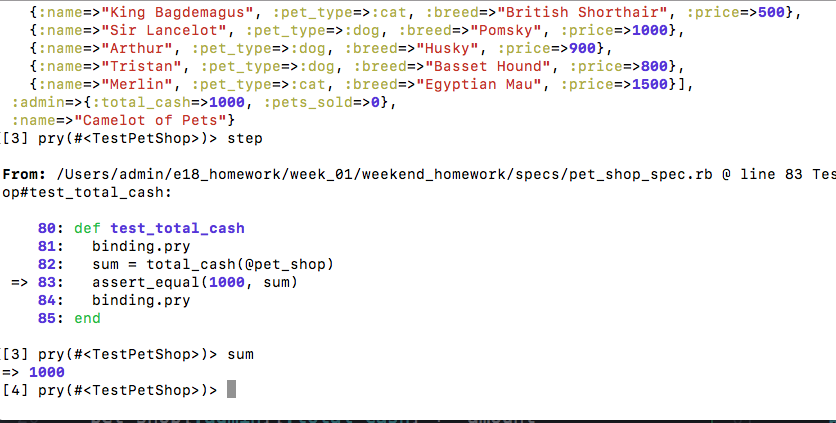 {:name=>"King Bagdemagus", :pet_type=>:cat, :breed=>"British Shorthair", :price=>500},
{:name=>"Sir Lancelot", :pet_type=>:dog, :breed=>"Pomsky", :price=>1000},
{:name=>"Arthur", :pet_type=>:dog, :breed=>"Husky", :price=>900},
{:name=>"Tristan", :pet_type=>:dog, :breed=>"Basset Hound", :price=>800},
{:name=>"Merlin", :pet_type=>:cat, :breed=>"Egyptian Mau", :price=>1500}],
:admin=>{:total_cash=>1000, :pets_sold=>0},
:name=>"Camelot of Pets"}
[[3] pry(#<TestPetShop>)> step
From: /Users/admin/e18_homework/week_01/weekend_homework/specs/pet_shop_spec.rb @ line 83 Tes
op#test_total_cash:
80: def test_total_cash
81:   binding.pry
82:   sum = total_cash(@pet_shop)
=> 83:   assert_equal(1000, sum)
84:   binding.pry
85: end
[[3] pry(#<TestPetShop>)> sum
=> 1000
[4] pry(#<TestPetShop>)>